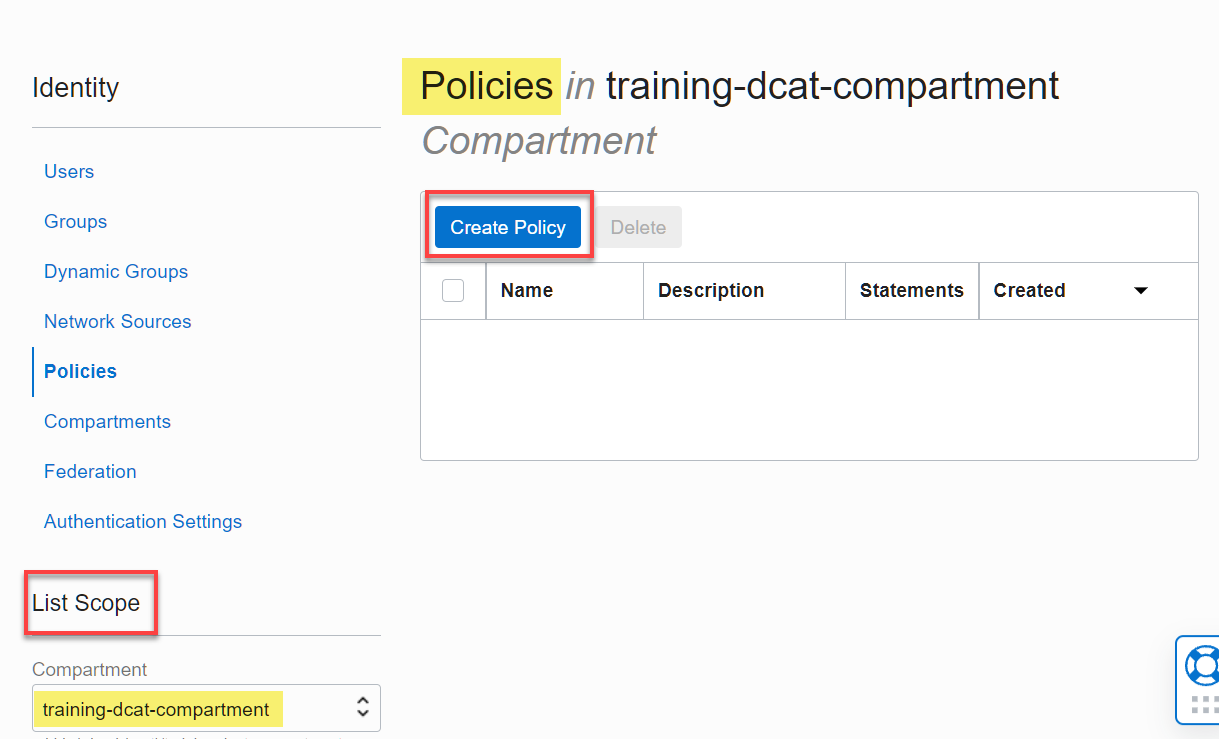 Identity
Users
Groups
Dynamic Groups
Network Sources
Policies
Compartments
Federation
Authentication Settings
List Scope
Compartment
training-dcat-compartment
Policies in training-dcat-compartment
Compartment
Create Policy Delete
Name Description Statements Created